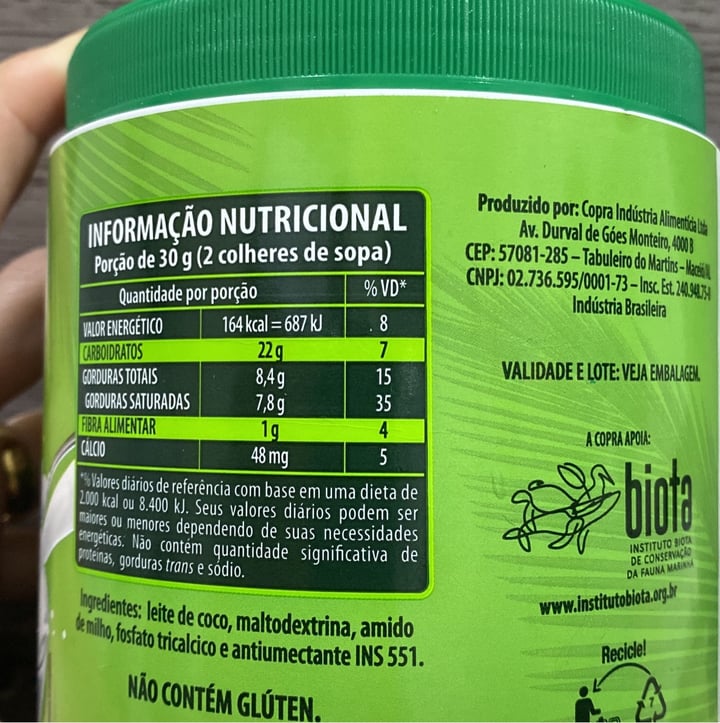 INFORMAÇÃO NUTRICIONAL
Porção de 30 g (2 colheres de sopa)
Quantidade por porção % VD*
VALOR ENERGÉTICO 164 kcal = 687 kJ 8
CARBOIDRATOS 22 g 7
GORDURAS TOTAIS 8,4 g 15
GORDURAS SATURADAS 7,8 g 35
FIBRA ALIMENTAR 1 g 4
CÁLCIO 48 mg 5
*% Valores diários de referência com base em uma dieta de
2.000 kcal ou 8.400 kJ. Seus valores diários podem ser
maiores ou menores dependendo de suas necessidades
energéticas. Não contém quantidade significativa de
proteínas, gorduras trans e sódio.
Ingredientes: leite de coco, maltodextrina, amido
de milho, fosfato tricalcico e antiumectante INS 551.
NÃO CONTÉM GLÚTEN.
Produzido por: Copra Indústria Alimentícia Ltda
Av. Durval de Góes Monteiro, 4000 B
CEP: 57081-285 – Tabuleiro do Martins – Maceió/AL
CNPJ: 02.736.595/0001-73 – Insc. Est. 240.948.75-
Indústria Brasileira
VALIDADE E LOTE: VEJA EMBALAGEM.
A COPRA APOIA:
biota
INSTITUTO BIOTA
DE CONSERVAÇÃO
DA FAUNA MARINHA
www.institutobiota.org.br
Recicle!
7